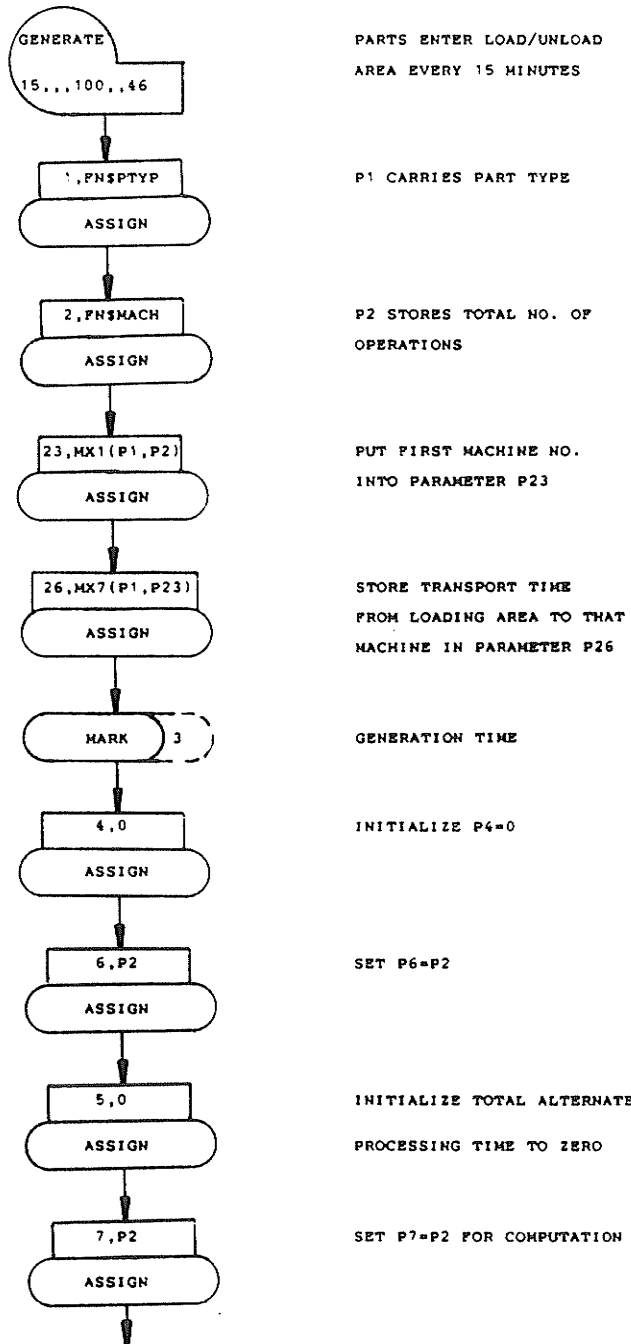 GENERATE
15,,,100,,46
PARTS ENTER LOAD/UNLOAD
AREA EVERY 15 MINUTES
1,FN$PTYP
ASSIGN
P1 CARRIES PART TYPE
2,FN$MACH
ASSIGN
P2 STORES TOTAL NO. OF
OPERATIONS
23,MX1(P1,P2)
ASSIGN
PUT FIRST MACHINE NO.
INTO PARAMETER P23
26,MX7(P1,P23)
ASSIGN
STORE TRANSPORT TIME
FROM LOADING AREA TO THAT
MACHINE IN PARAMETER P26
MARK 3
GENERATION TIME
4,0
ASSIGN
INITIALIZE P4=0
6,P2
ASSIGN
SET P6=P2
5,0
ASSIGN
INITIALIZE TOTAL ALTERNATE
PROCESSING TIME TO ZERO
7,P2
ASSIGN
SET P7=P2 FOR COMPUTATION